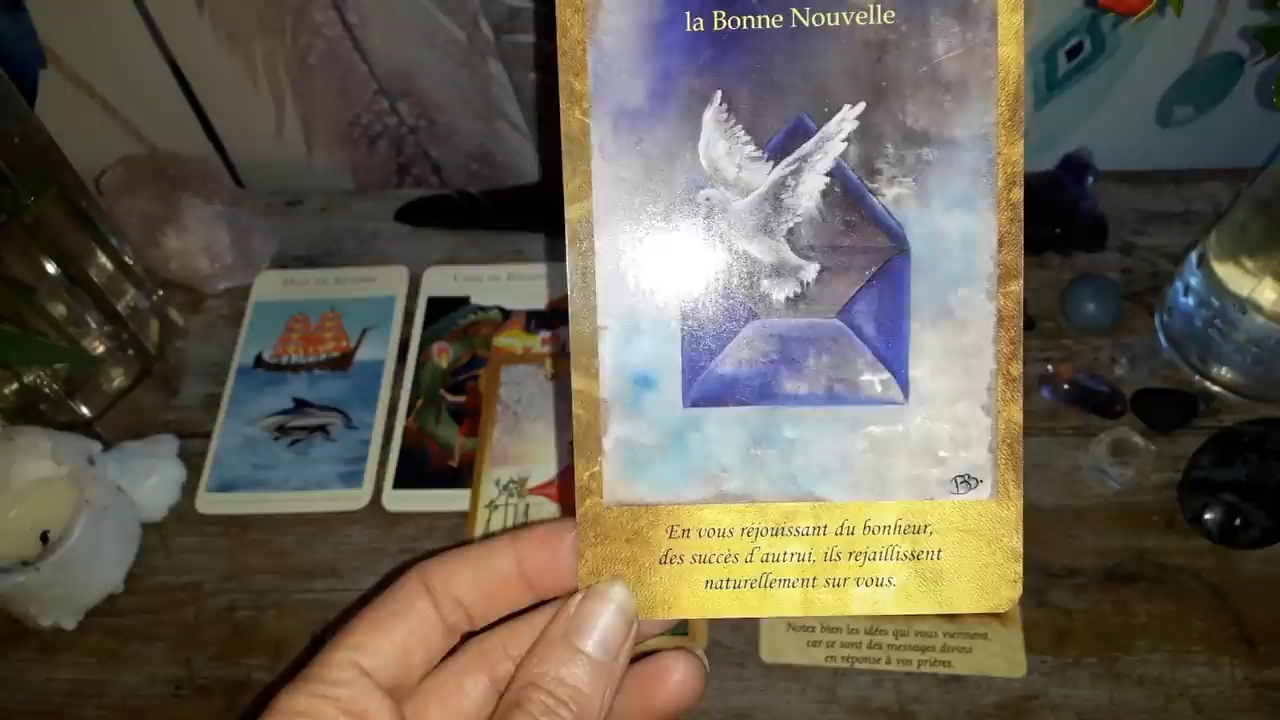 la Bonne Nouvelle
BB.
En vous réjouissant du bonheur,
des succès d'autrui, ils rejaillissent
naturellement sur vous.
Notez bien les idées qui vous viennent,
car ce sont des messages divins
en réponse à vos prières.